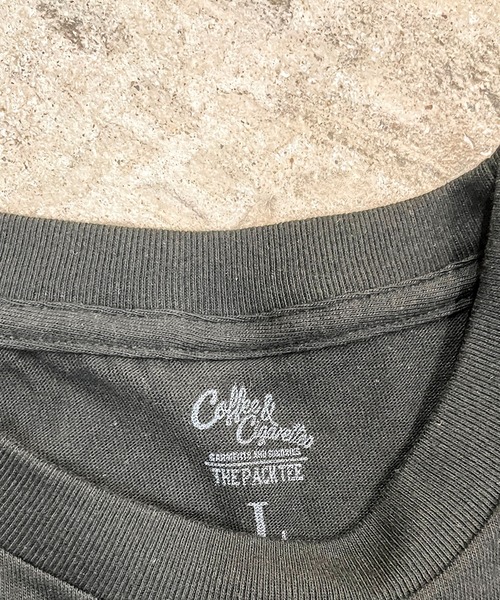 Coffee &
Cigarettes
GARMENTS AND SUNDRIES
THE PACK TEE
L